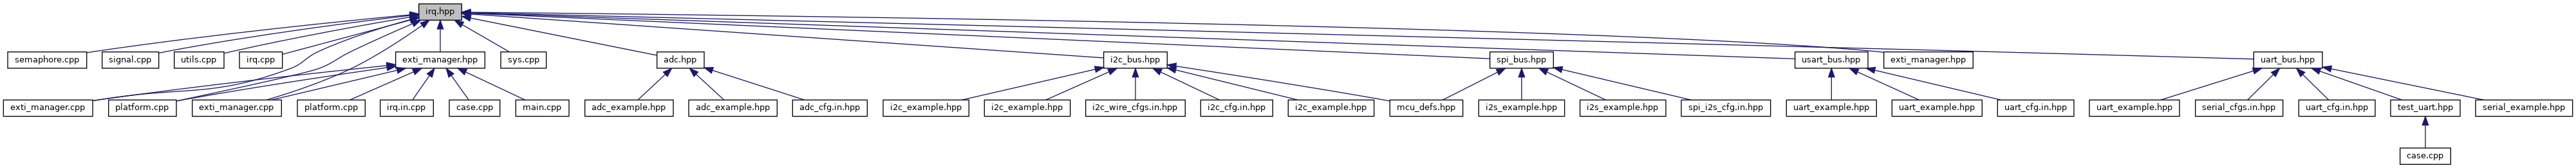 irq.hpp
semaphore.cpp signal.cpp utils.cpp irq.cpp exti_manager.hpp sys.cpp adc.hpp i2c_bus.hpp spi_bus.hpp usart_bus.hpp exti_manager.hpp uart_bus.hpp
exti_manager.cpp platform.cpp exti_manager.cpp platform.cpp irq.in.cpp case.cpp main.cpp adc_example.hpp adc_example.hpp adc_cfg.in.hpp i2c_example.hpp i2c_example.hpp i2c_wire_cfgs.in.hpp i2c_cfg.in.hpp i2c_example.hpp mcu_defs.hpp i2s_example.hpp i2s_example.hpp spi_i2s_cfg.in.hpp uart_example.hpp uart_example.hpp uart_cfg.in.hpp uart_example.hpp serial_cfgs.in.hpp uart_cfg.in.hpp test_uart.hpp serial_example.hpp
case.cpp